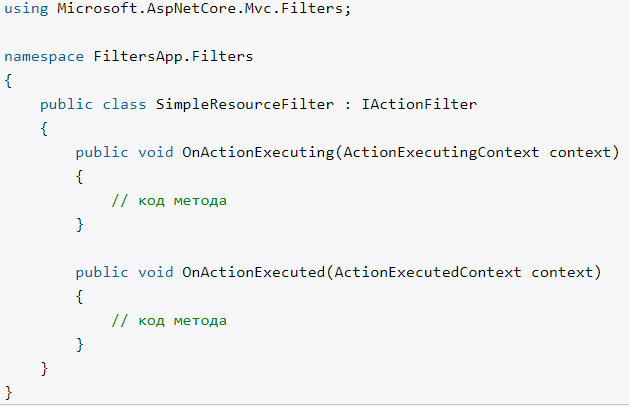 using Microsoft.AspNetCore.Mvc.Filters;

namespace FiltersApp.Filters
{
    public class SimpleResourceFilter : IActionFilter
    {
        public void OnActionExecuting(ActionExecutingContext context)
        {
            // код метода
        }

        public void OnActionExecuted(ActionExecutedContext context)
        {
            // код метода
        }
    }
}